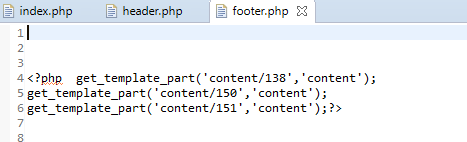 index.php header.php footer.php
1
2
3
4 <?php  get_template_part('content/138','content');
5 get_template_part('content/150','content');
6 get_template_part('content/151','content');?>
7
8